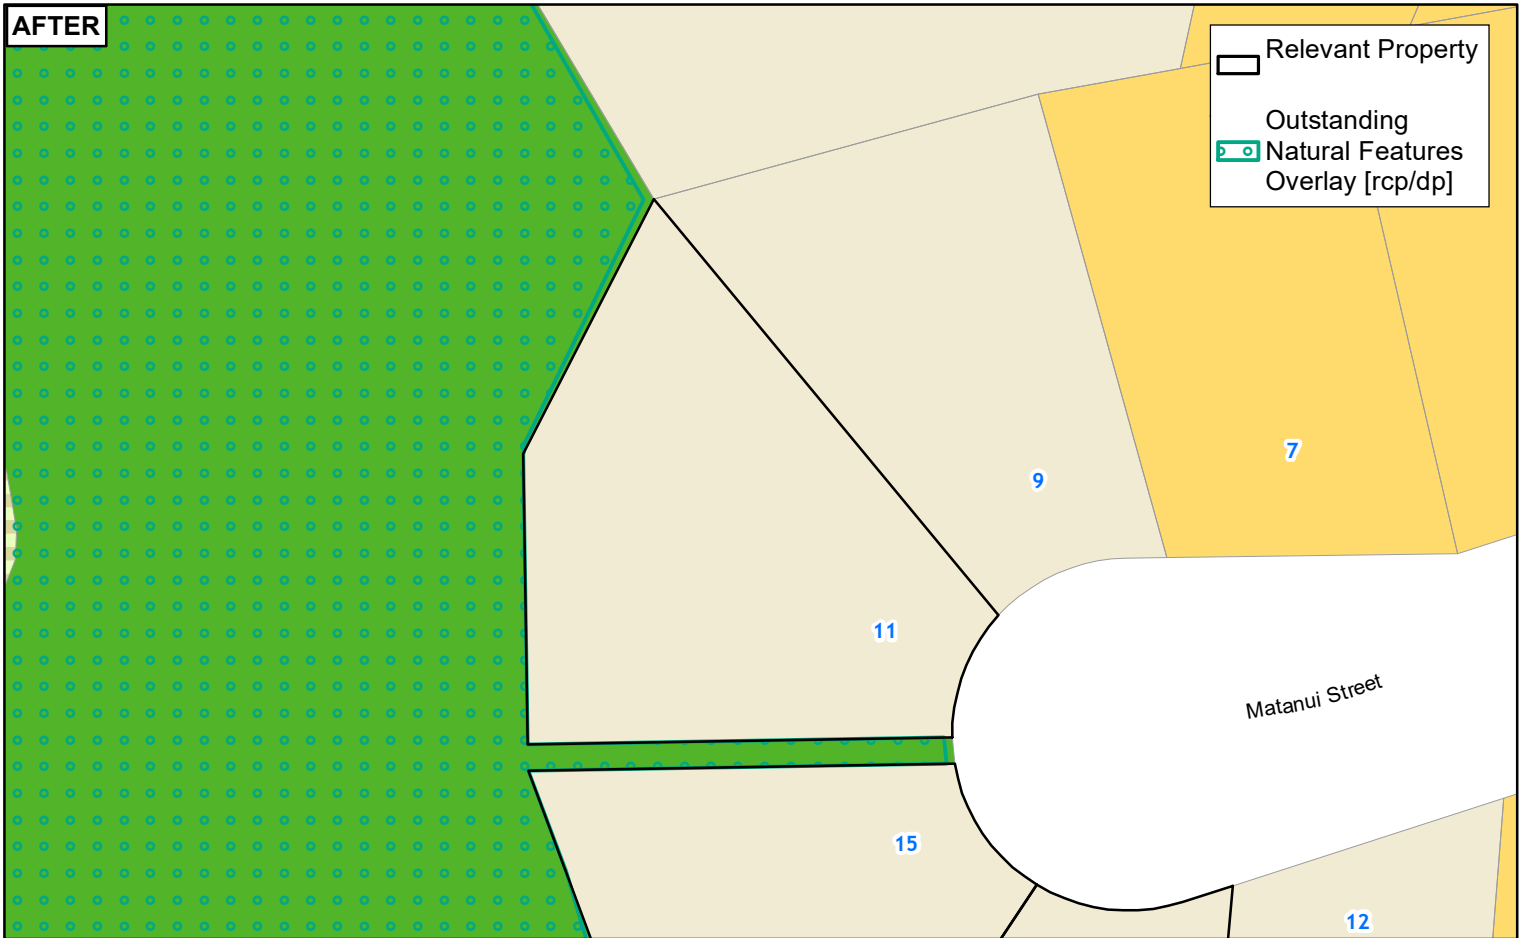 AFTER
Relevant Property
Outstanding
Natural Features
Overlay [rcp/dp]
7
9
11
Matanui Street
15
12